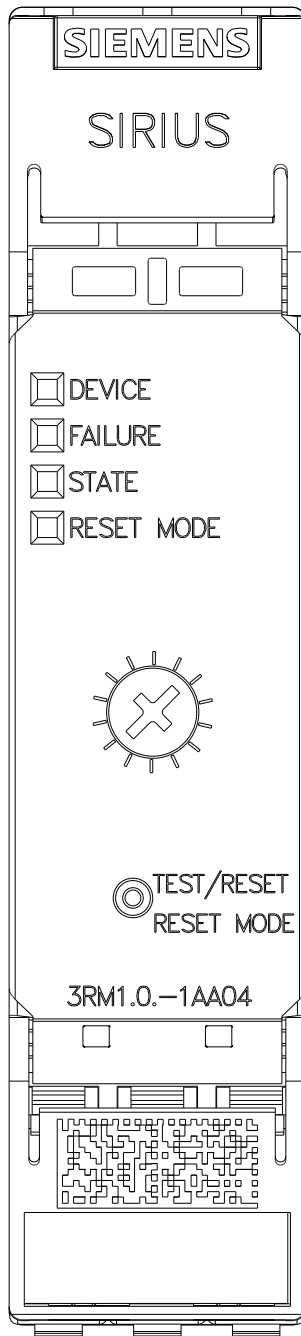 SIEMENS
SIRIUS
DEVICE
FAILURE
STATE
RESET MODE
TEST/RESET
RESET MODE
3RM1.0.-1AA04